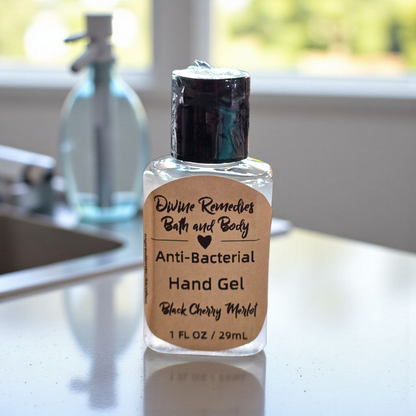 Divine Remedies
Bath and Body
Anti-Bacterial
Hand Gel
Black Cherry Merlot
1 FL OZ / 29mL